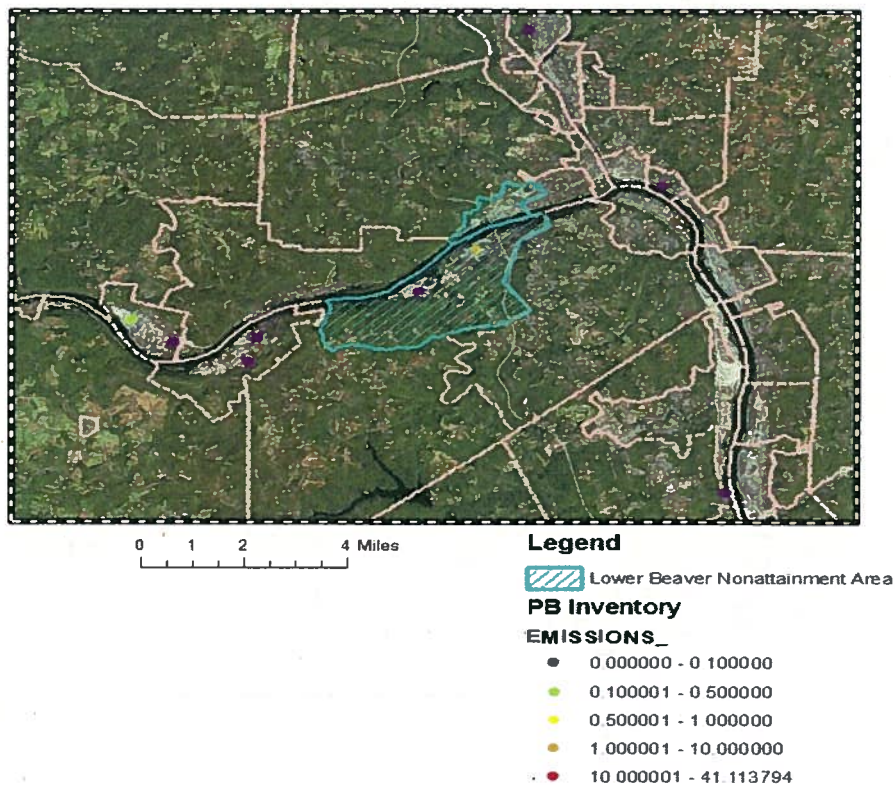 0 1 2 4 Miles
Legend
Lower Beaver Nonattainment Area
PB Inventory
EMISSIONS_
0 000000 - 0 100000
0.100001 - 0 500000
0.500001 - 1 000000
1.000001 - 10.000000
10 000001 - 41.113794